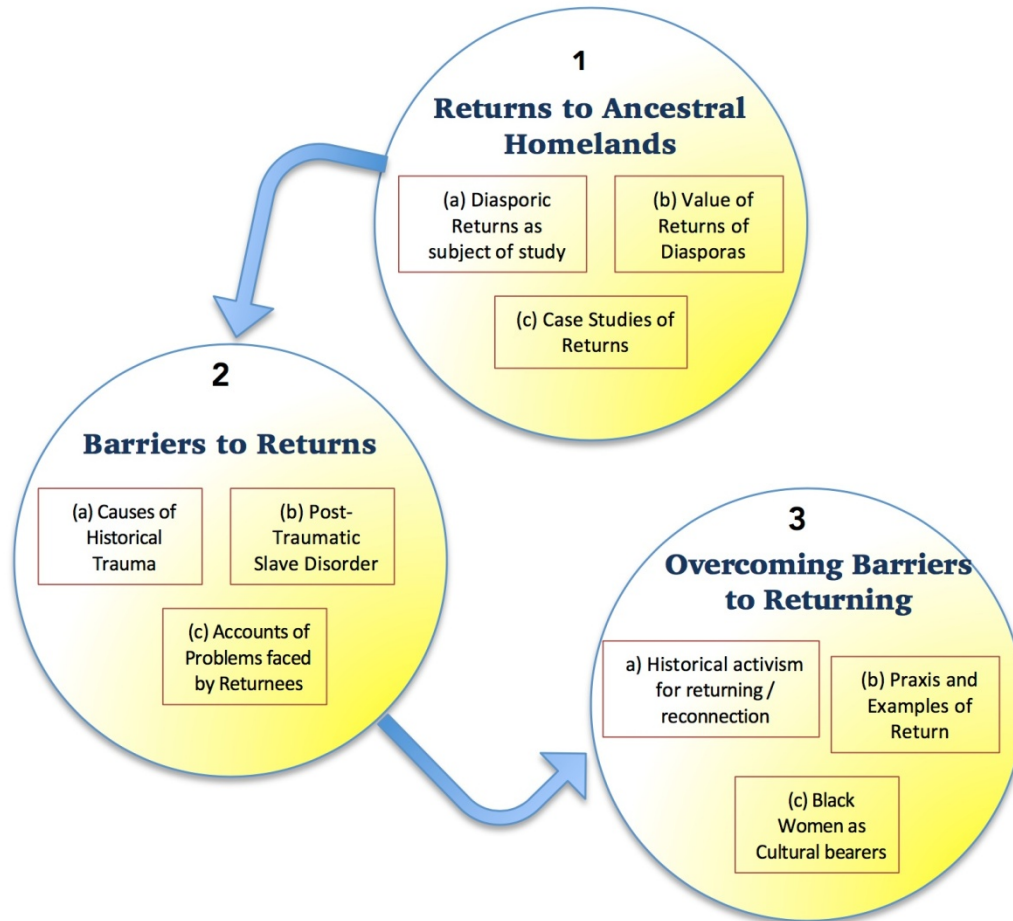 1
Returns to Ancestral
Homelands
(a) Diasporic
Returns as
subject of study
(b) Value of
Returns of
Diasporas
(c) Case Studies of
Returns
2
Barriers to Returns
(a) Causes of
Historical
Trauma
(b) Post-
Traumatic
Slave Disorder
(c) Accounts of
Problems faced
by Returnees
3
Overcoming Barriers
to Returning
a) Historical activism
for returning /
reconnection
(b) Praxis and
Examples of
Return
(c) Black
Women as
Cultural bearers